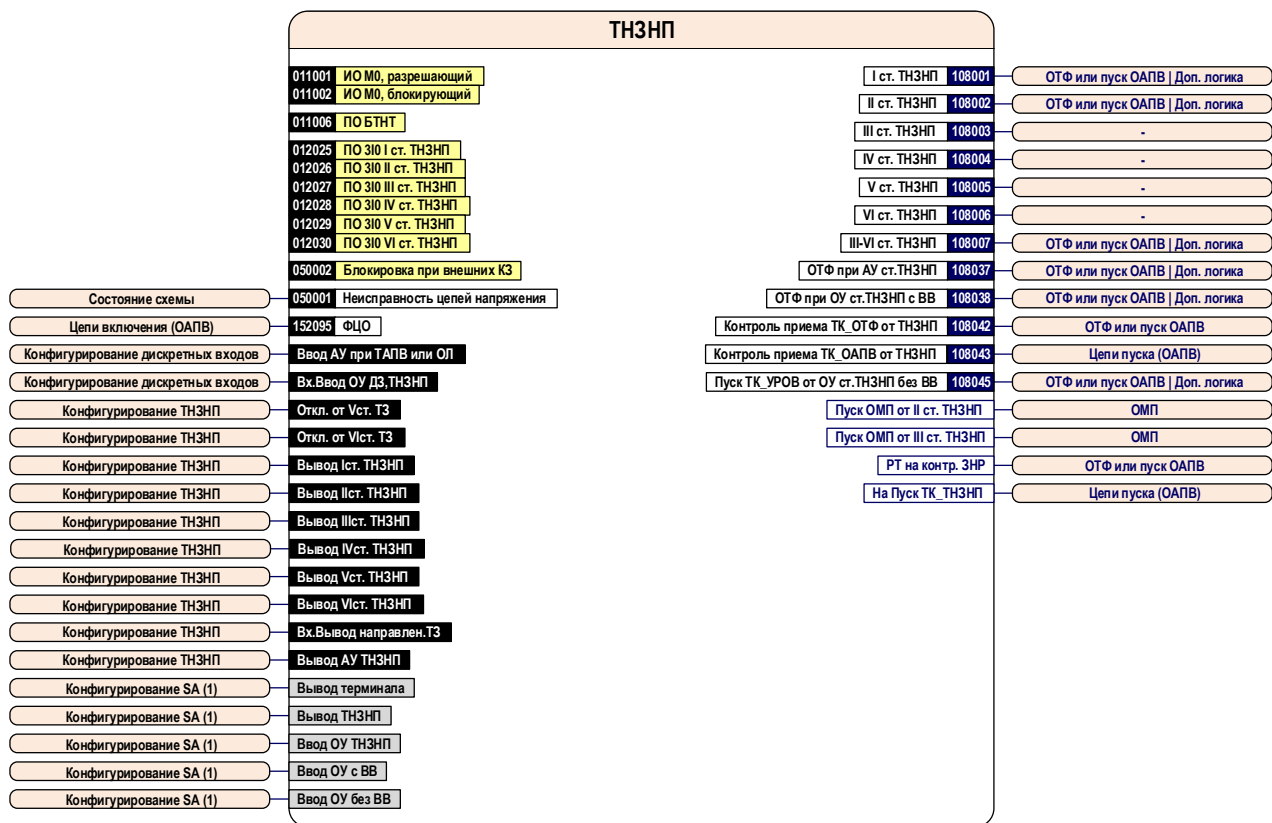 ТНЗНП
011001 ИО М0, разрешающий
011002 ИО М0, блокирующий
011006 ПО БТНТ
012025 ПО 3I0 I ст. ТНЗНП
012026 ПО 3I0 II ст. ТНЗНП
012027 ПО 3I0 III ст. ТНЗНП
012028 ПО 3I0 IV ст. ТНЗНП
012029 ПО 3I0 V ст. ТНЗНП
012030 ПО 3I0 VI ст. ТНЗНП
050002 Блокировка при внешних КЗ
Состояние схемы 050001 Неисправность цепей напряжения
Цепи включения (ОАПВ) 152095 ФЦО
Конфигурирование дискретных входов Ввод АУ при ТАПВ или ОЛ
Конфигурирование дискретных входов Вх.Ввод ОУ ДЗ,ТНЗНП
Конфигурирование ТНЗНП Откл. от Vст. ТЗ
Конфигурирование ТНЗНП Откл. от VIст. ТЗ
Конфигурирование ТНЗНП Вывод Iст. ТНЗНП
Конфигурирование ТНЗНП Вывод IIст. ТНЗНП
Конфигурирование ТНЗНП Вывод IIIст. ТНЗНП
Конфигурирование ТНЗНП Вывод IVст. ТНЗНП
Конфигурирование ТНЗНП Вывод Vст. ТНЗНП
Конфигурирование ТНЗНП Вывод VIст. ТНЗНП
Конфигурирование ТНЗНП Вх.Вывод направлен.ТЗ
Конфигурирование ТНЗНП Вывод АУ ТНЗНП
Конфигурирование SA (1) Вывод терминала
Конфигурирование SA (1) Вывод ТНЗНП
Конфигурирование SA (1) Ввод ОУ ТНЗНП
Конфигурирование SA (1) Ввод ОУ с ВВ
Конфигурирование SA (1) Ввод ОУ без ВВ
I ст. ТНЗНП 108001 ОТФ или пуск ОАПВ | Доп. логика
II ст. ТНЗНП 108002 ОТФ или пуск ОАПВ | Доп. логика
III ст. ТНЗНП 108003 -
IV ст. ТНЗНП 108004 -
V ст. ТНЗНП 108005 -
VI ст. ТНЗНП 108006 -
III-VI ст. ТНЗНП 108007 ОТФ или пуск ОАПВ | Доп. логика
ОТФ при АУ ст.ТНЗНП 108037 ОТФ или пуск ОАПВ | Доп. логика
ОТФ при ОУ ст.ТНЗНП с ВВ 108038 ОТФ или пуск ОАПВ | Доп. логика
Контроль приема ТК_ОТФ от ТНЗНП 108042 ОТФ или пуск ОАПВ
Контроль приема ТК_ОАПВ от ТНЗНП 108043 Цепи пуска (ОАПВ)
Пуск ТК_УРОВ от ОУ ст.ТНЗНП без ВВ 108045 ОТФ или пуск ОАПВ | Доп. логика
Пуск ОМП от II ст. ТНЗНП ОМП
Пуск ОМП от III ст. ТНЗНП ОМП
РТ на контр. ЗНР ОТФ или пуск ОАПВ
На Пуск ТК_ТНЗНП Цепи пуска (ОАПВ)